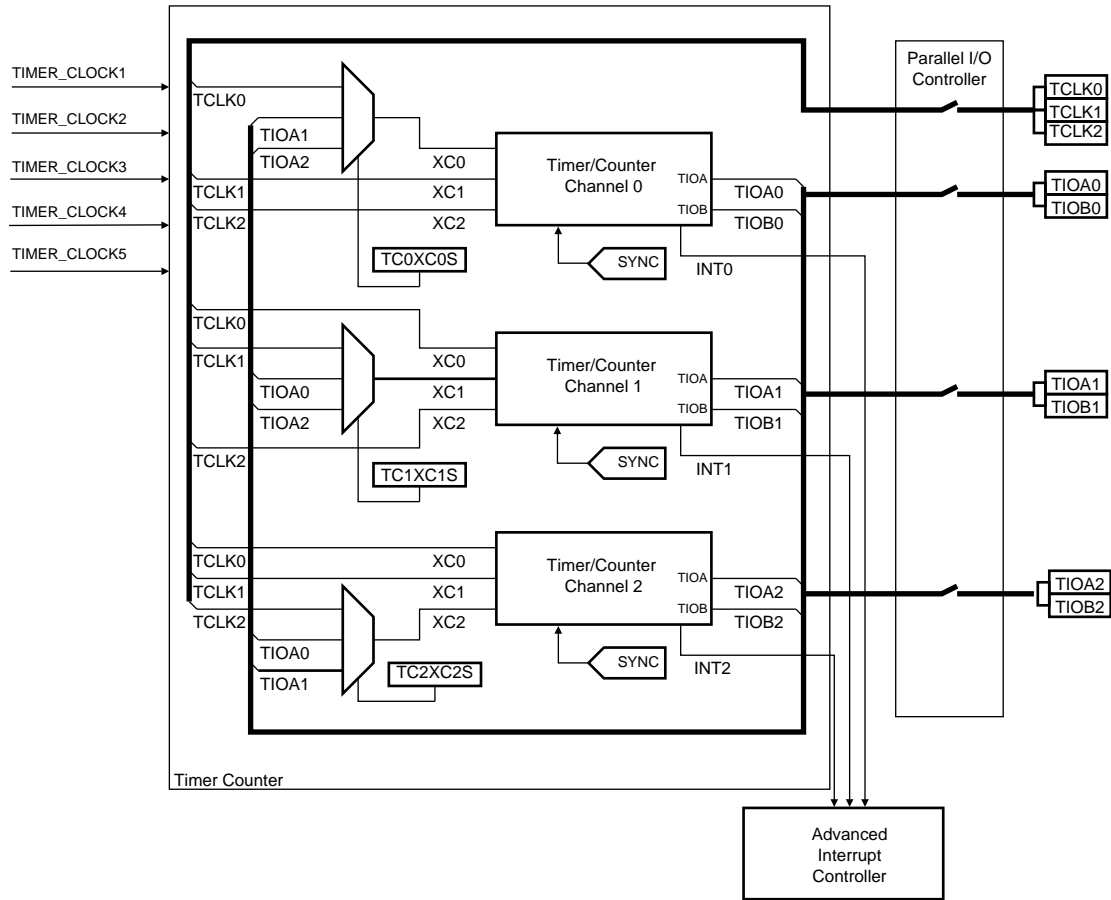 TIMER_CLOCK1
TIMER_CLOCK2
TIMER_CLOCK3
TIMER_CLOCK4
TIMER_CLOCK5
TCLK0
TIOA1
TIOA2
TCLK1
TCLK2
XC0
XC1
XC2
TC0XC0S
Timer/Counter
Channel 0
TIOA
TIOB
TIOA0
TIOB0
SYNC
INT0
TCLK0
TCLK1
TIOA0
TIOA2
TCLK2
XC0
XC1
XC2
TC1XC1S
Timer/Counter
Channel 1
TIOA
TIOB
TIOA1
TIOB1
SYNC
INT1
TCLK0
TCLK1
TCLK2
TIOA0
TIOA1
XC0
XC1
XC2
TC2XC2S
Timer/Counter
Channel 2
TIOA
TIOB
TIOA2
TIOB2
SYNC
INT2
Timer Counter
Parallel I/O
Controller
TCLK0
TCLK1
TCLK2
TIOA0
TIOB0
TIOA1
TIOB1
TIOA2
TIOB2
Advanced
Interrupt
Controller